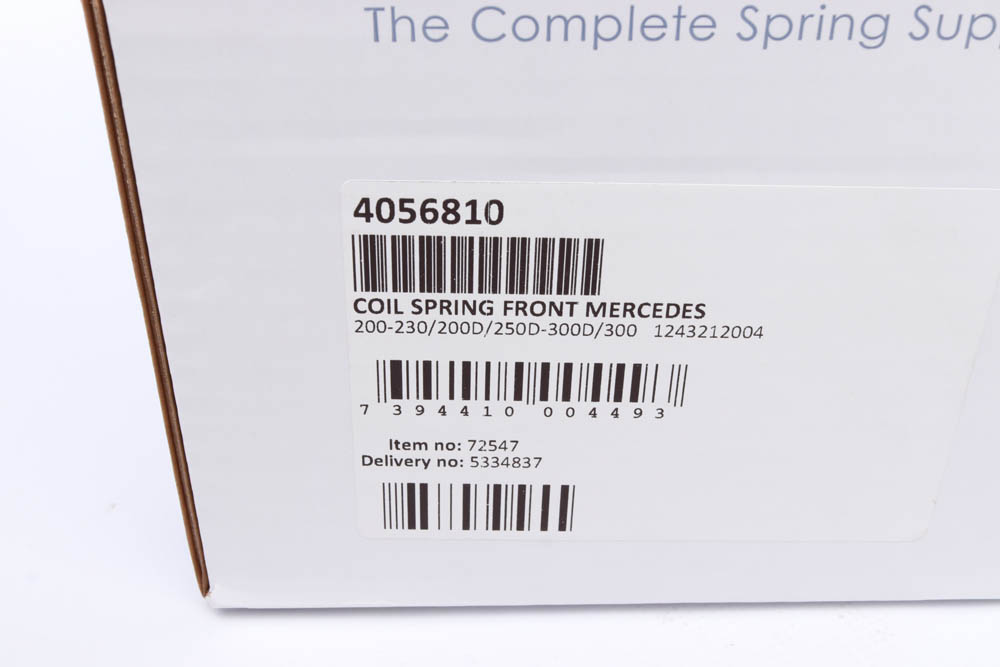 The Complete Spring
4056810
COIL SPRING FRONT MERCEDES
200-230/200D/250D-300D/300 1243212004
7 394410 004493
Item no: 72547
Delivery no: 5334837